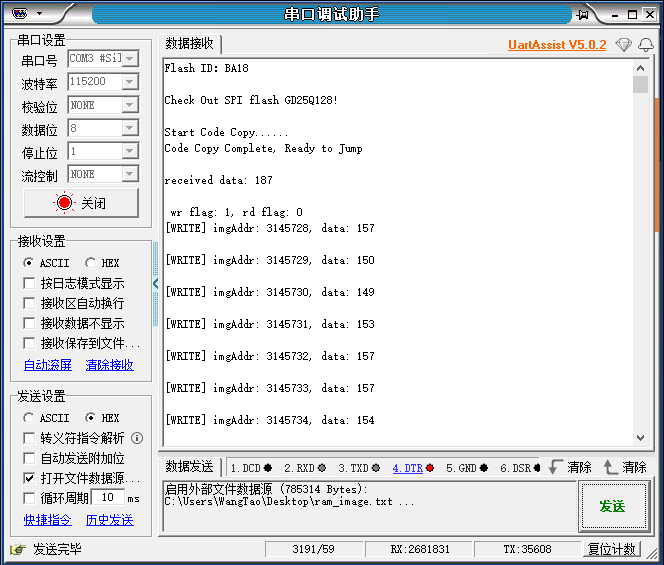 串口调试助手
串口设置
串口号 COM3 #Sil
波特率 115200
校验位 NONE
数据位 8
停止位 1
流控制 NONE
关闭
接收设置
ASCII HEX
按日志模式显示
接收区自动换行
接收数据不显示
接收保存到文件...
自动滚屏 清除接收
发送设置
ASCII HEX
转义符指令解析
自动发送附加位
打开文件数据源...
循环周期 10 ms
快捷指令 历史发送
数据接收
UartAssist V5.0.2
Flash ID: BA18
Check Out SPI flash GD25Q128!
Start Code Copy......
Code Copy Complete, Ready to Jump
received data: 187
wr flag: 1, rd flag: 0
[WRITE] imgAddr: 3145728, data: 157
[WRITE] imgAddr: 3145729, data: 150
[WRITE] imgAddr: 3145730, data: 149
[WRITE] imgAddr: 3145731, data: 153
[WRITE] imgAddr: 3145732, data: 157
[WRITE] imgAddr: 3145733, data: 157
[WRITE] imgAddr: 3145734, data: 154
数据发送 1.DCD 2.RXD 3.TXD 4.DTR 5.GND 6.DSR 清除 清除
启用外部文件数据源 (785314 Bytes):
C:\Users\WangTao\Desktop\ram_image.txt ...
发送
发送完毕 3191/59 RX:2681831 TX:35608 复位计数